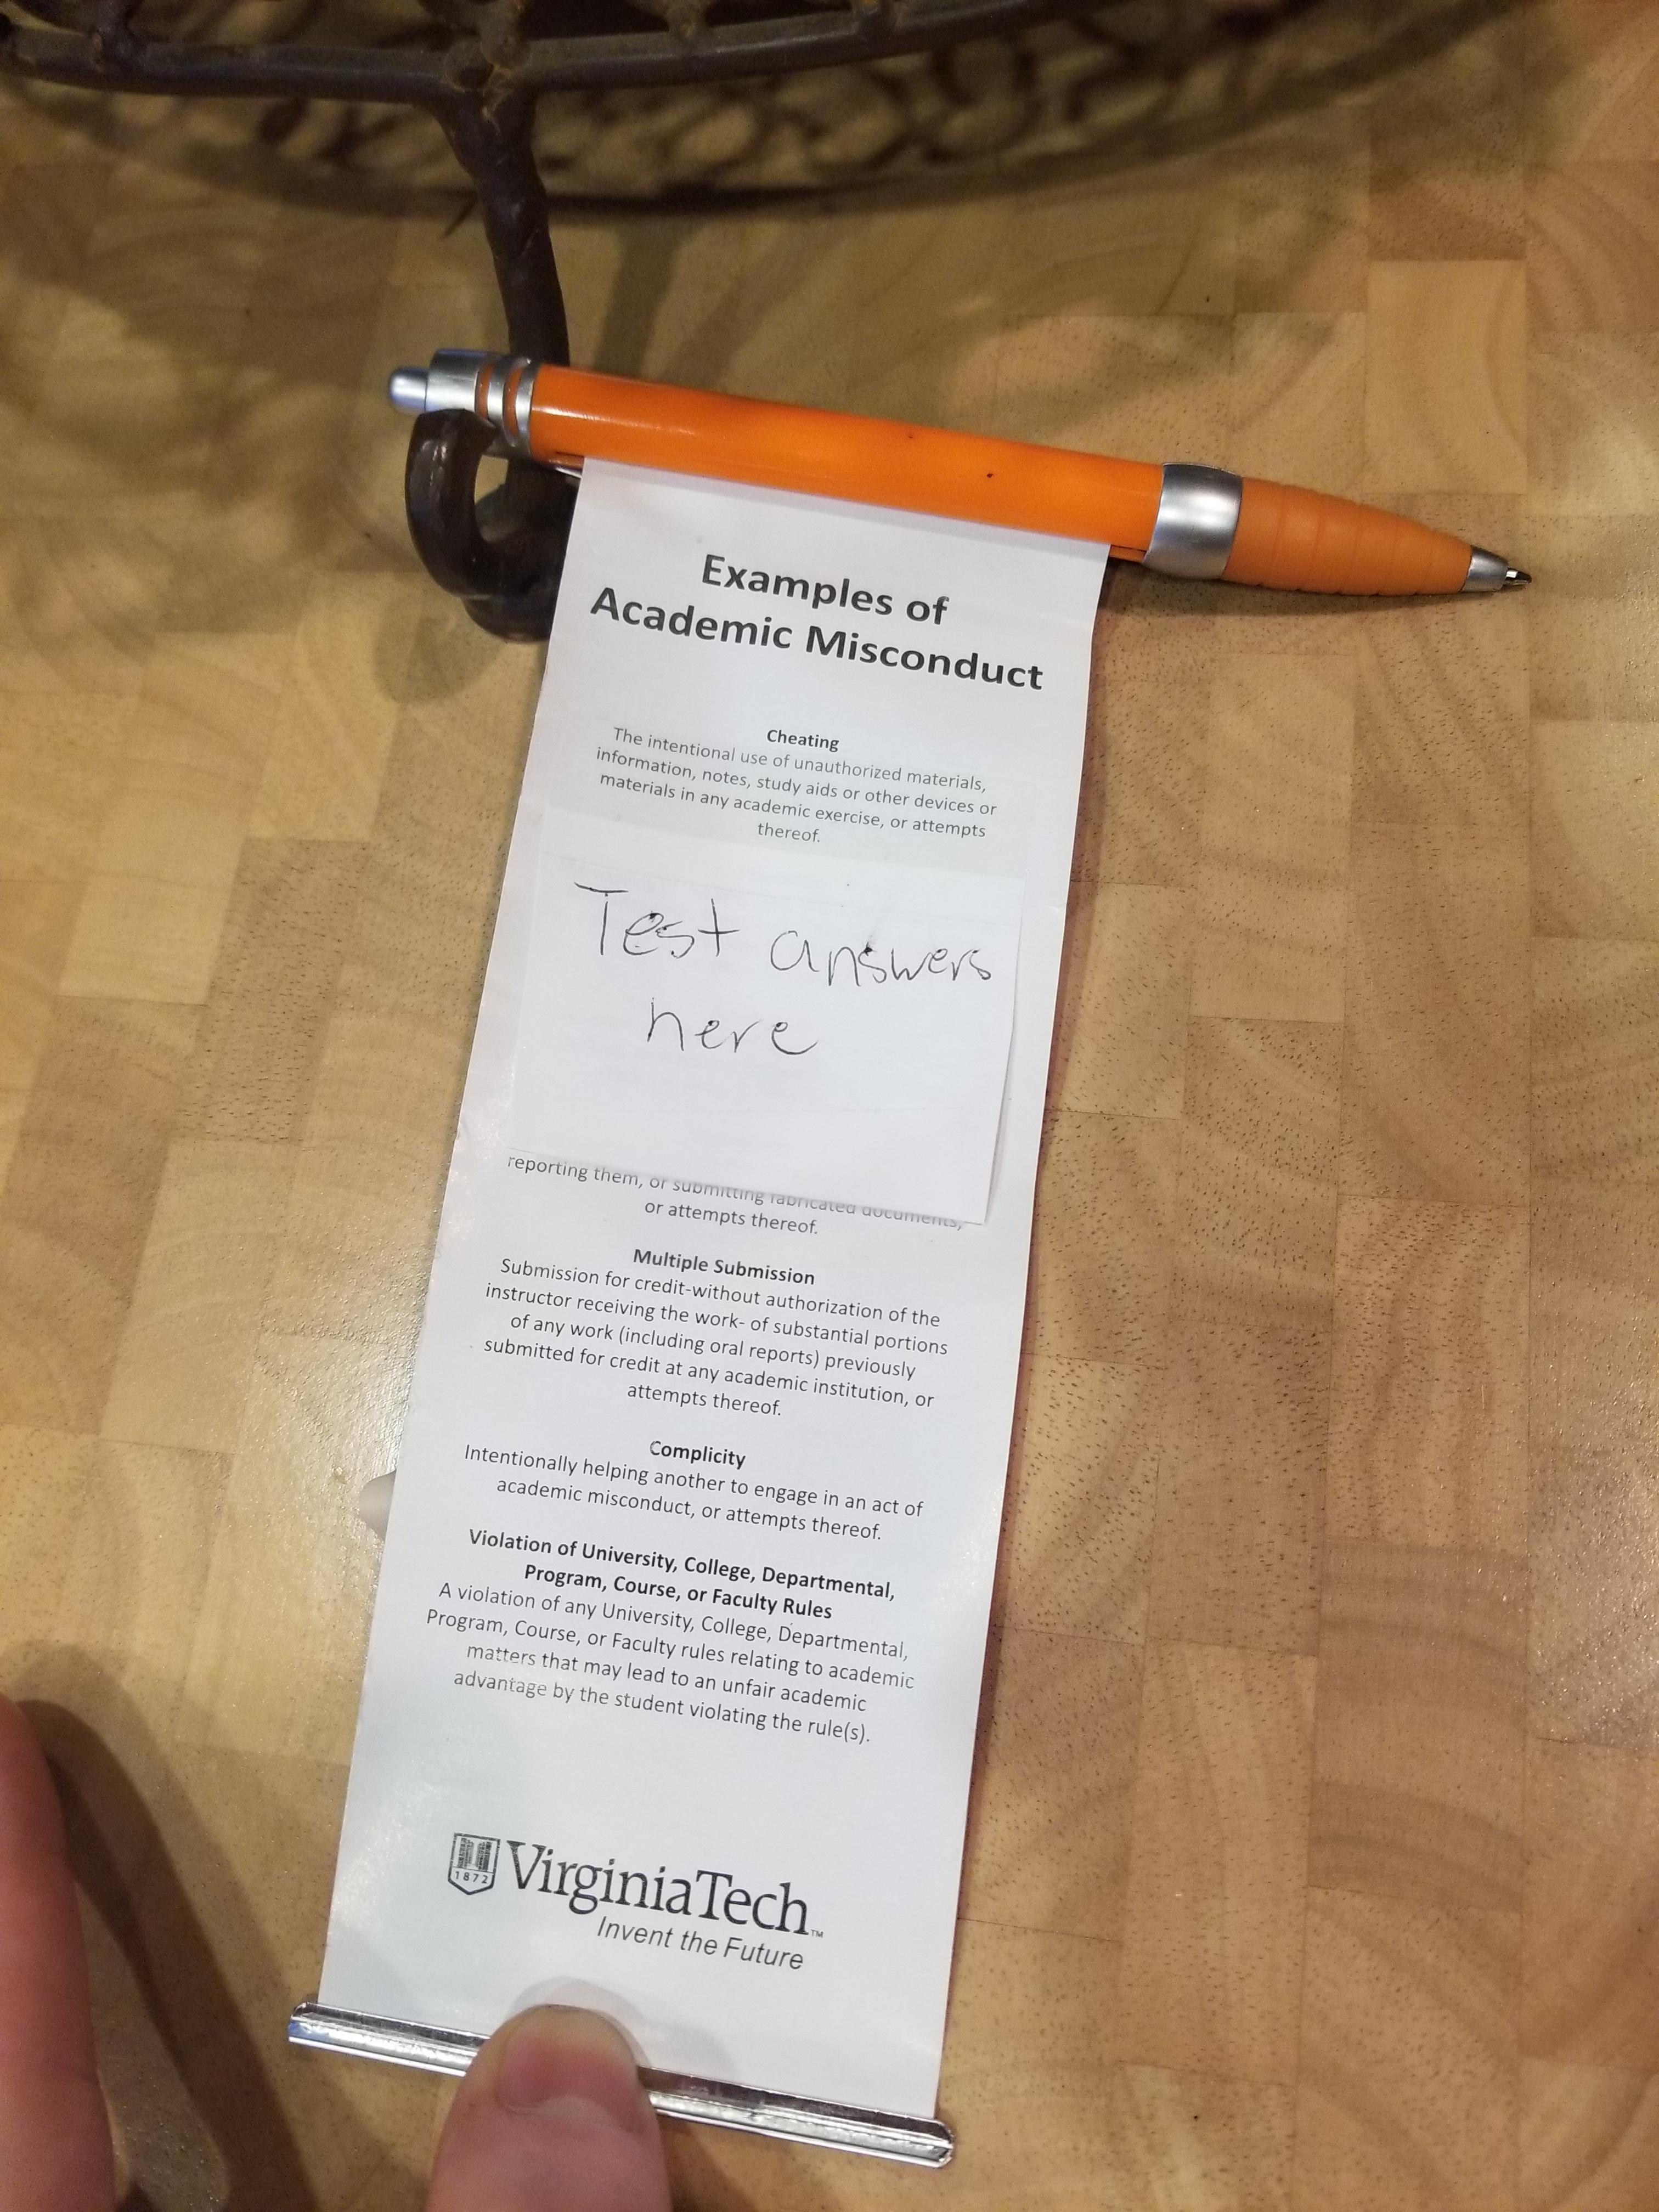 Examples of
Academic Misconduct
Cheating
The intentional use of unauthorized materials,
information, notes, study aids or other devices or
materials in any academic exercise, or attempts
thereof.
Test answers
here
reporting them, or submitting fabricated documents,
or attempts thereof.
Multiple Submission
Submission for credit-without authorization of the
instructor receiving the work- of substantial portions
of any work (including oral reports) previously
submitted for credit at any academic institution, or
attempts thereof.
Complicity
Intentionally helping another to engage in an act of
academic misconduct, or attempts thereof.
Violation of University, College, Departmental,
Program, Course, or Faculty Rules
A violation of any University, College, Departmental,
Program, Course, or Faculty rules relating to academic
matters that may lead to an unfair academic
advantage by the student violating the rule(s).
1872
VirginiaTech™
Invent the Future